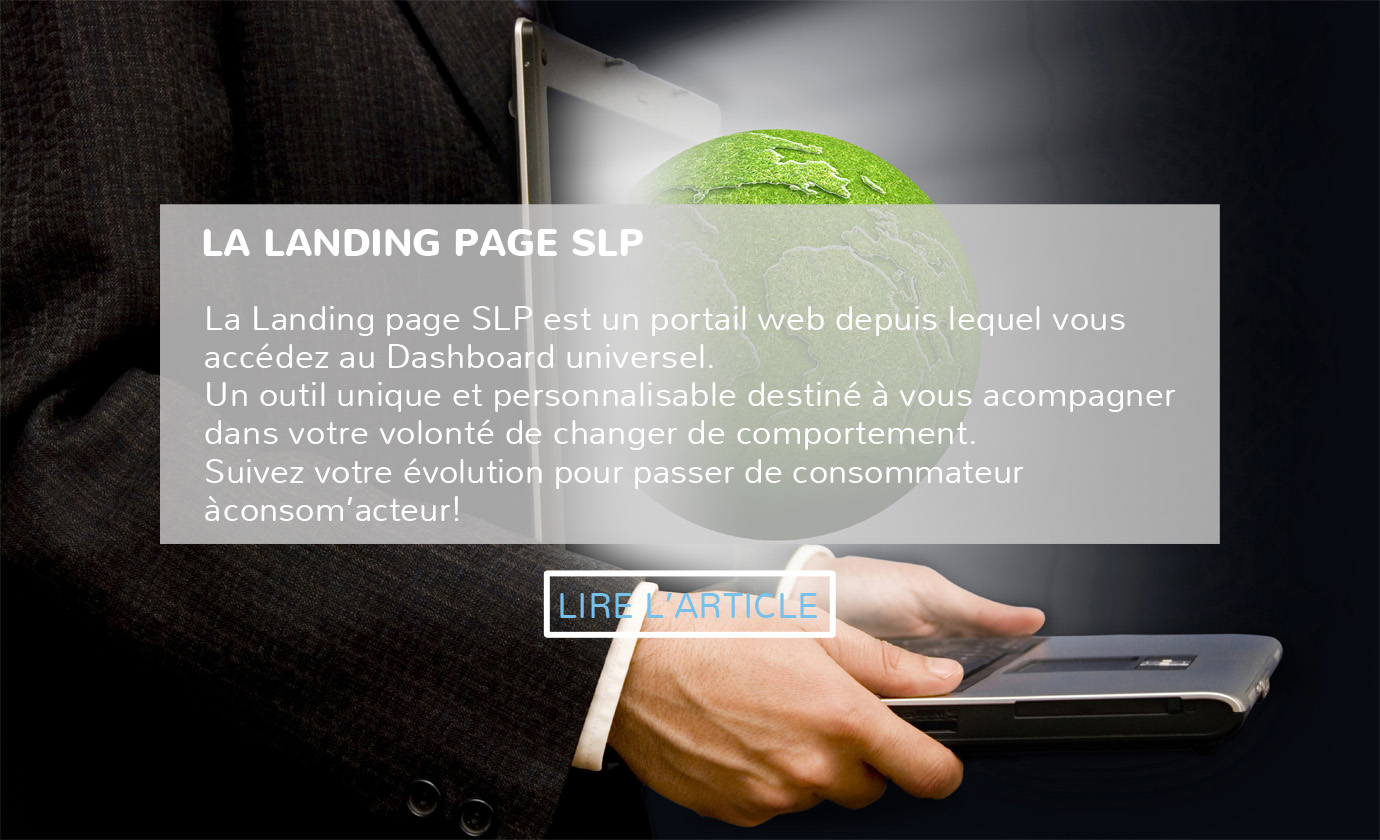 LA LANDING PAGE SLP
La Landing page SLP est un portail web depuis lequel vous
accédez au Dashboard universel.
Un outil unique et personnalisable destiné à vous acompagner
dans votre volonté de changer de comportement.
Suivez votre évolution pour passer de consommateur
àconsom'acteur!
LIRE L'ARTICLE